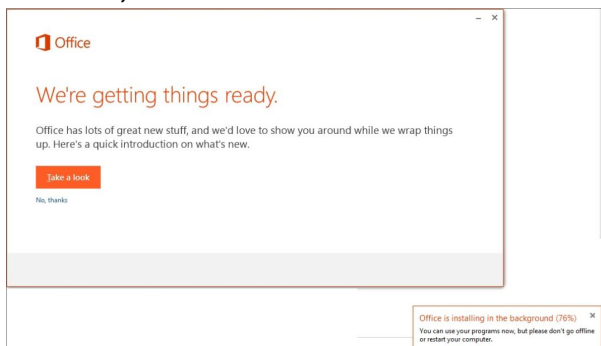 Office
We're getting things ready.
Office has lots of great new stuff, and we'd love to show you around while we wrap things
up. Here's a quick introduction on what's new.
Take a look
No, thanks
Office is installing in the background (76%)
You can use your programs now, but please don't go offline
or restart your computer.